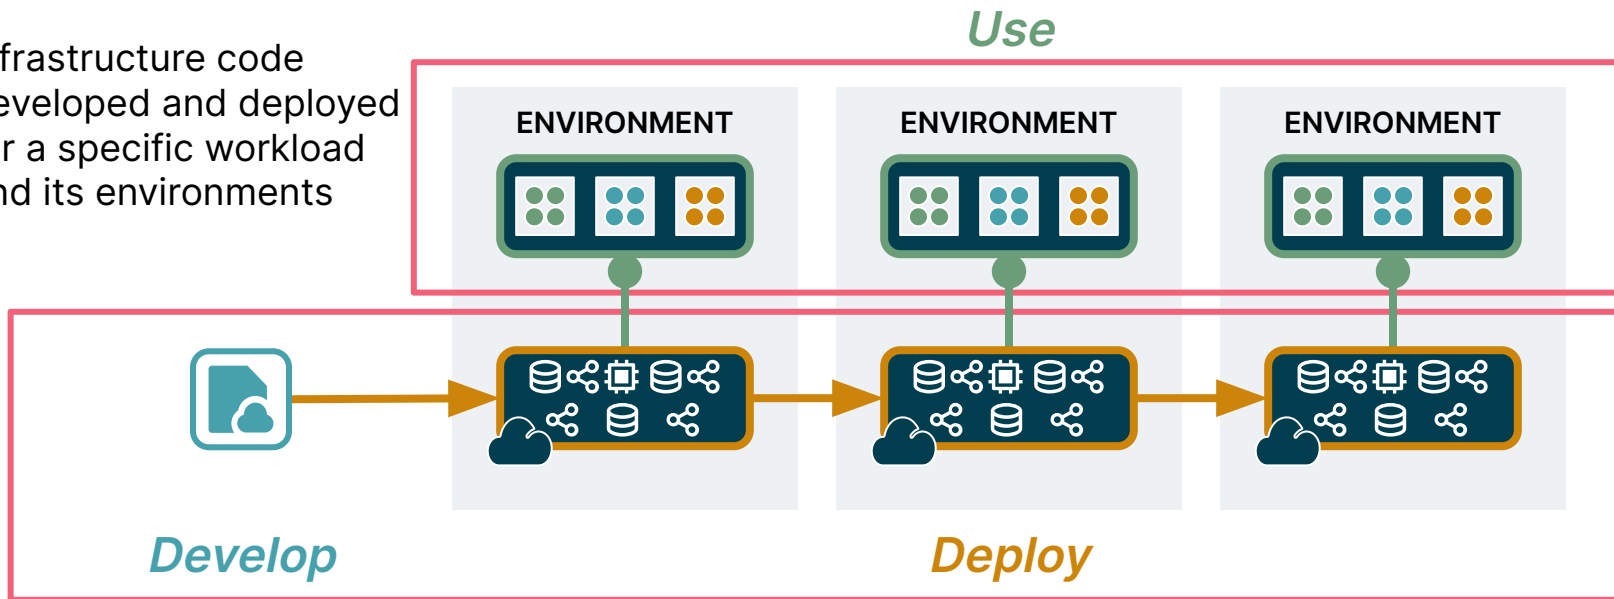 Use
frastructure code
eveloped and deployed
r a specific workload
nd its environments
ENVIRONMENT
ENVIRONMENT
ENVIRONMENT
Develop
Deploy